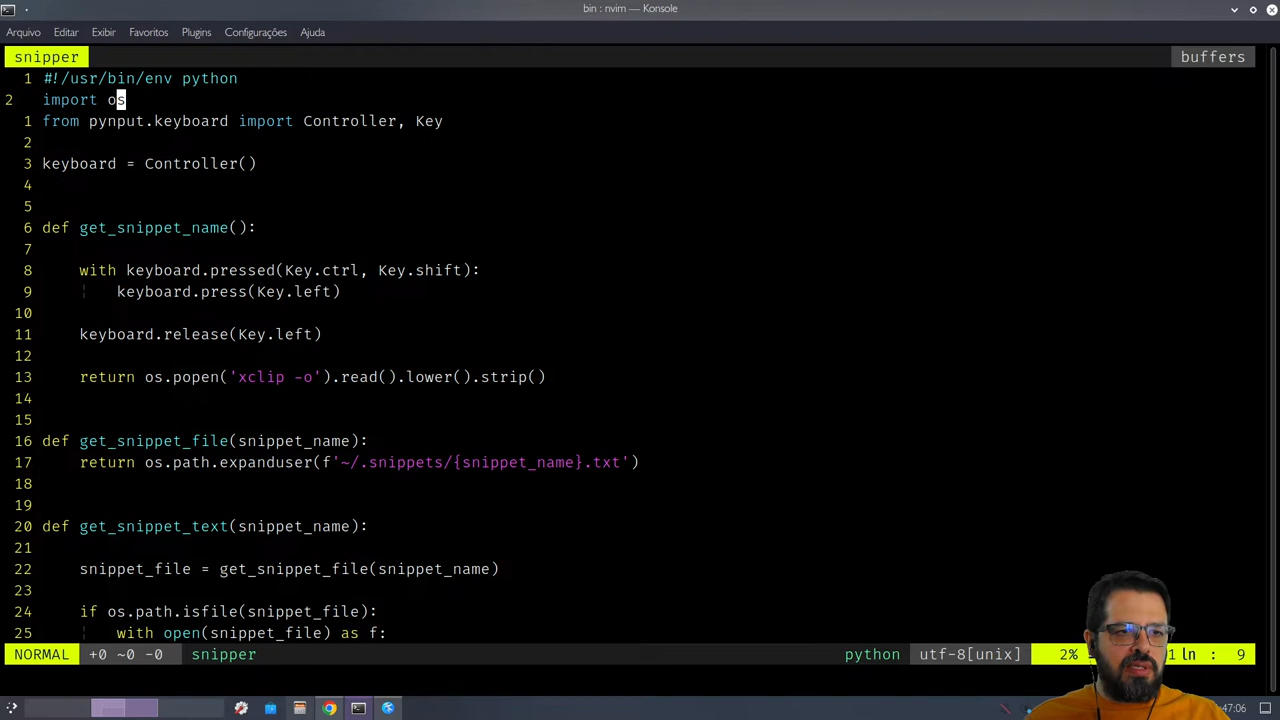 bin : nvim — Konsole
Arquivo Editar Exibir Favoritos Plugins Configurações Ajuda
snipper buffers
1 #!/usr/bin/env python
2 import os
1 from pynput.keyboard import Controller, Key
2
3 keyboard = Controller()
4
5
6 def get_snippet_name():
7
8 with keyboard.pressed(Key.ctrl, Key.shift):
9 keyboard.press(Key.left)
10
11 keyboard.release(Key.left)
12
13 return os.popen('xclip -o').read().lower().strip()
14
15
16 def get_snippet_file(snippet_name):
17 return os.path.expanduser(f'~/.snippets/{snippet_name}.txt')
18
19
20 def get_snippet_text(snippet_name):
21
22 snippet_file = get_snippet_file(snippet_name)
23
24 if os.path.isfile(snippet_file):
25 with open(snippet_file) as f:
NORMAL +0 ~0 -0 snipper python utf-8[unix] 2% ln : 9
:47:06